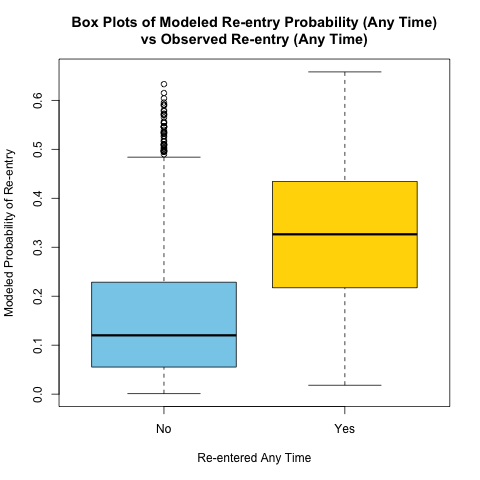 Box Plots of Modeled Re-entry Probability (Any Time)
vs Observed Re-entry (Any Time)
Modeled Probability of Re-entry
0.6
0.5
0.4
0.3
0.2
0.1
0.0
No
Yes
Re-entered Any Time